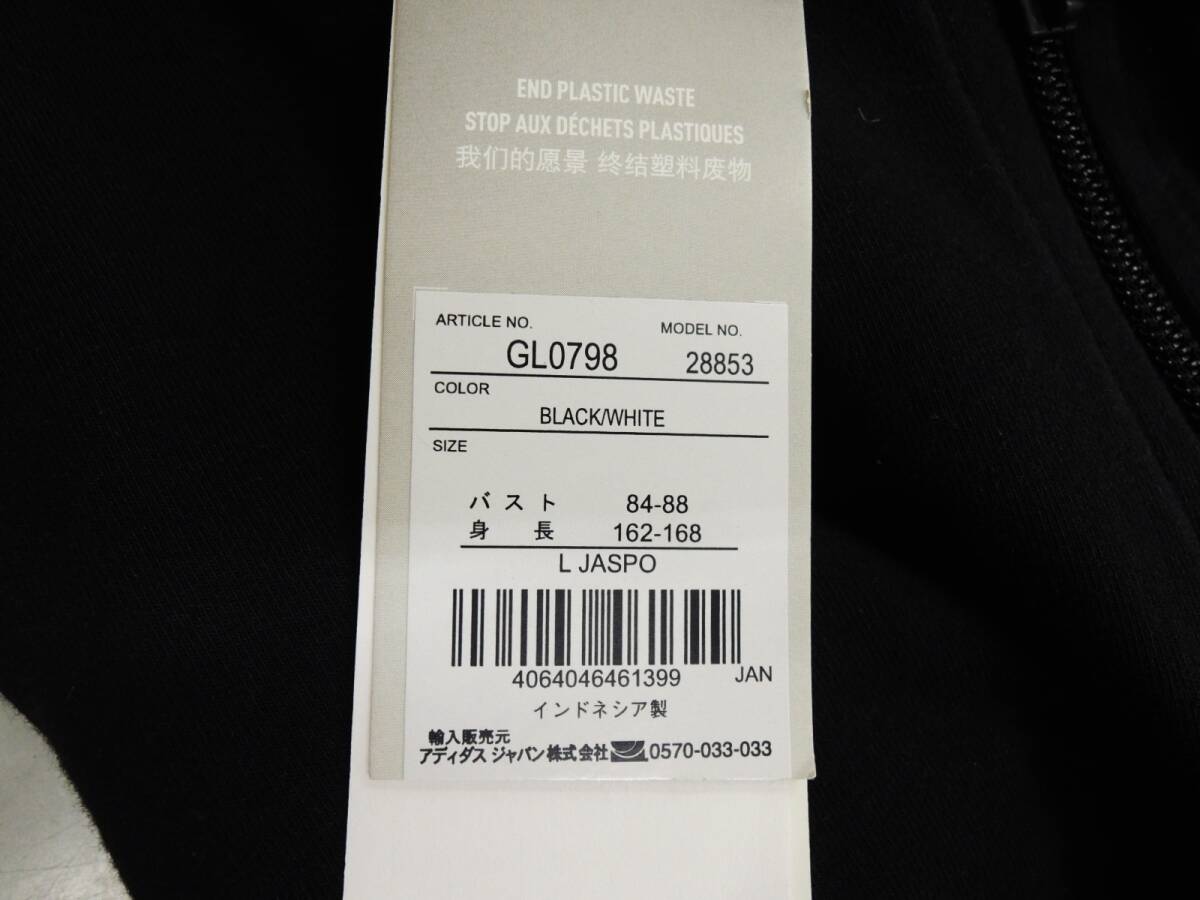 END PLASTIC WASTE
STOP AUX DÉCHETS PLASTIQUES
我们的愿景 终结塑料废物
ARTICLE NO. MODEL NO.
GL0798 28853
COLOR
BLACK/WHITE
SIZE
バスト 84-88
身長 162-168
L JASPO
4064046461399 JAN
インドネシア製
輸入販売元
アディダス ジャパン株式会社 0570-033-033